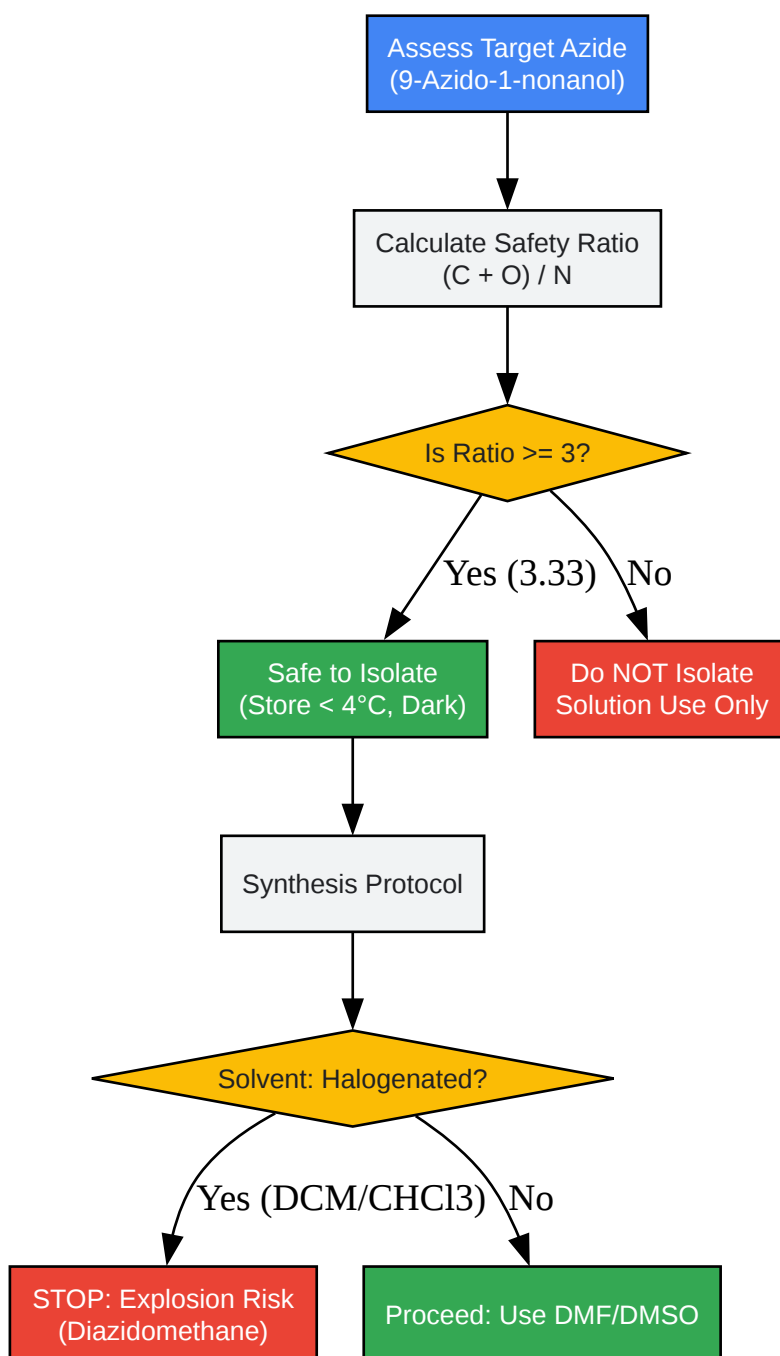 Assess Target Azide
(9-Azido-1-nonanol)
Calculate Safety Ratio
(C + O) / N
Is Ratio >= 3?
Yes (3.33)
No
Safe to Isolate
(Store < 4°C, Dark)
Do NOT Isolate
Solution Use Only
Synthesis Protocol
Solvent: Halogenated?
Yes (DCM/CHCl3)
No
STOP: Explosion Risk
(Diazidomethane)
Proceed: Use DMF/DMSO